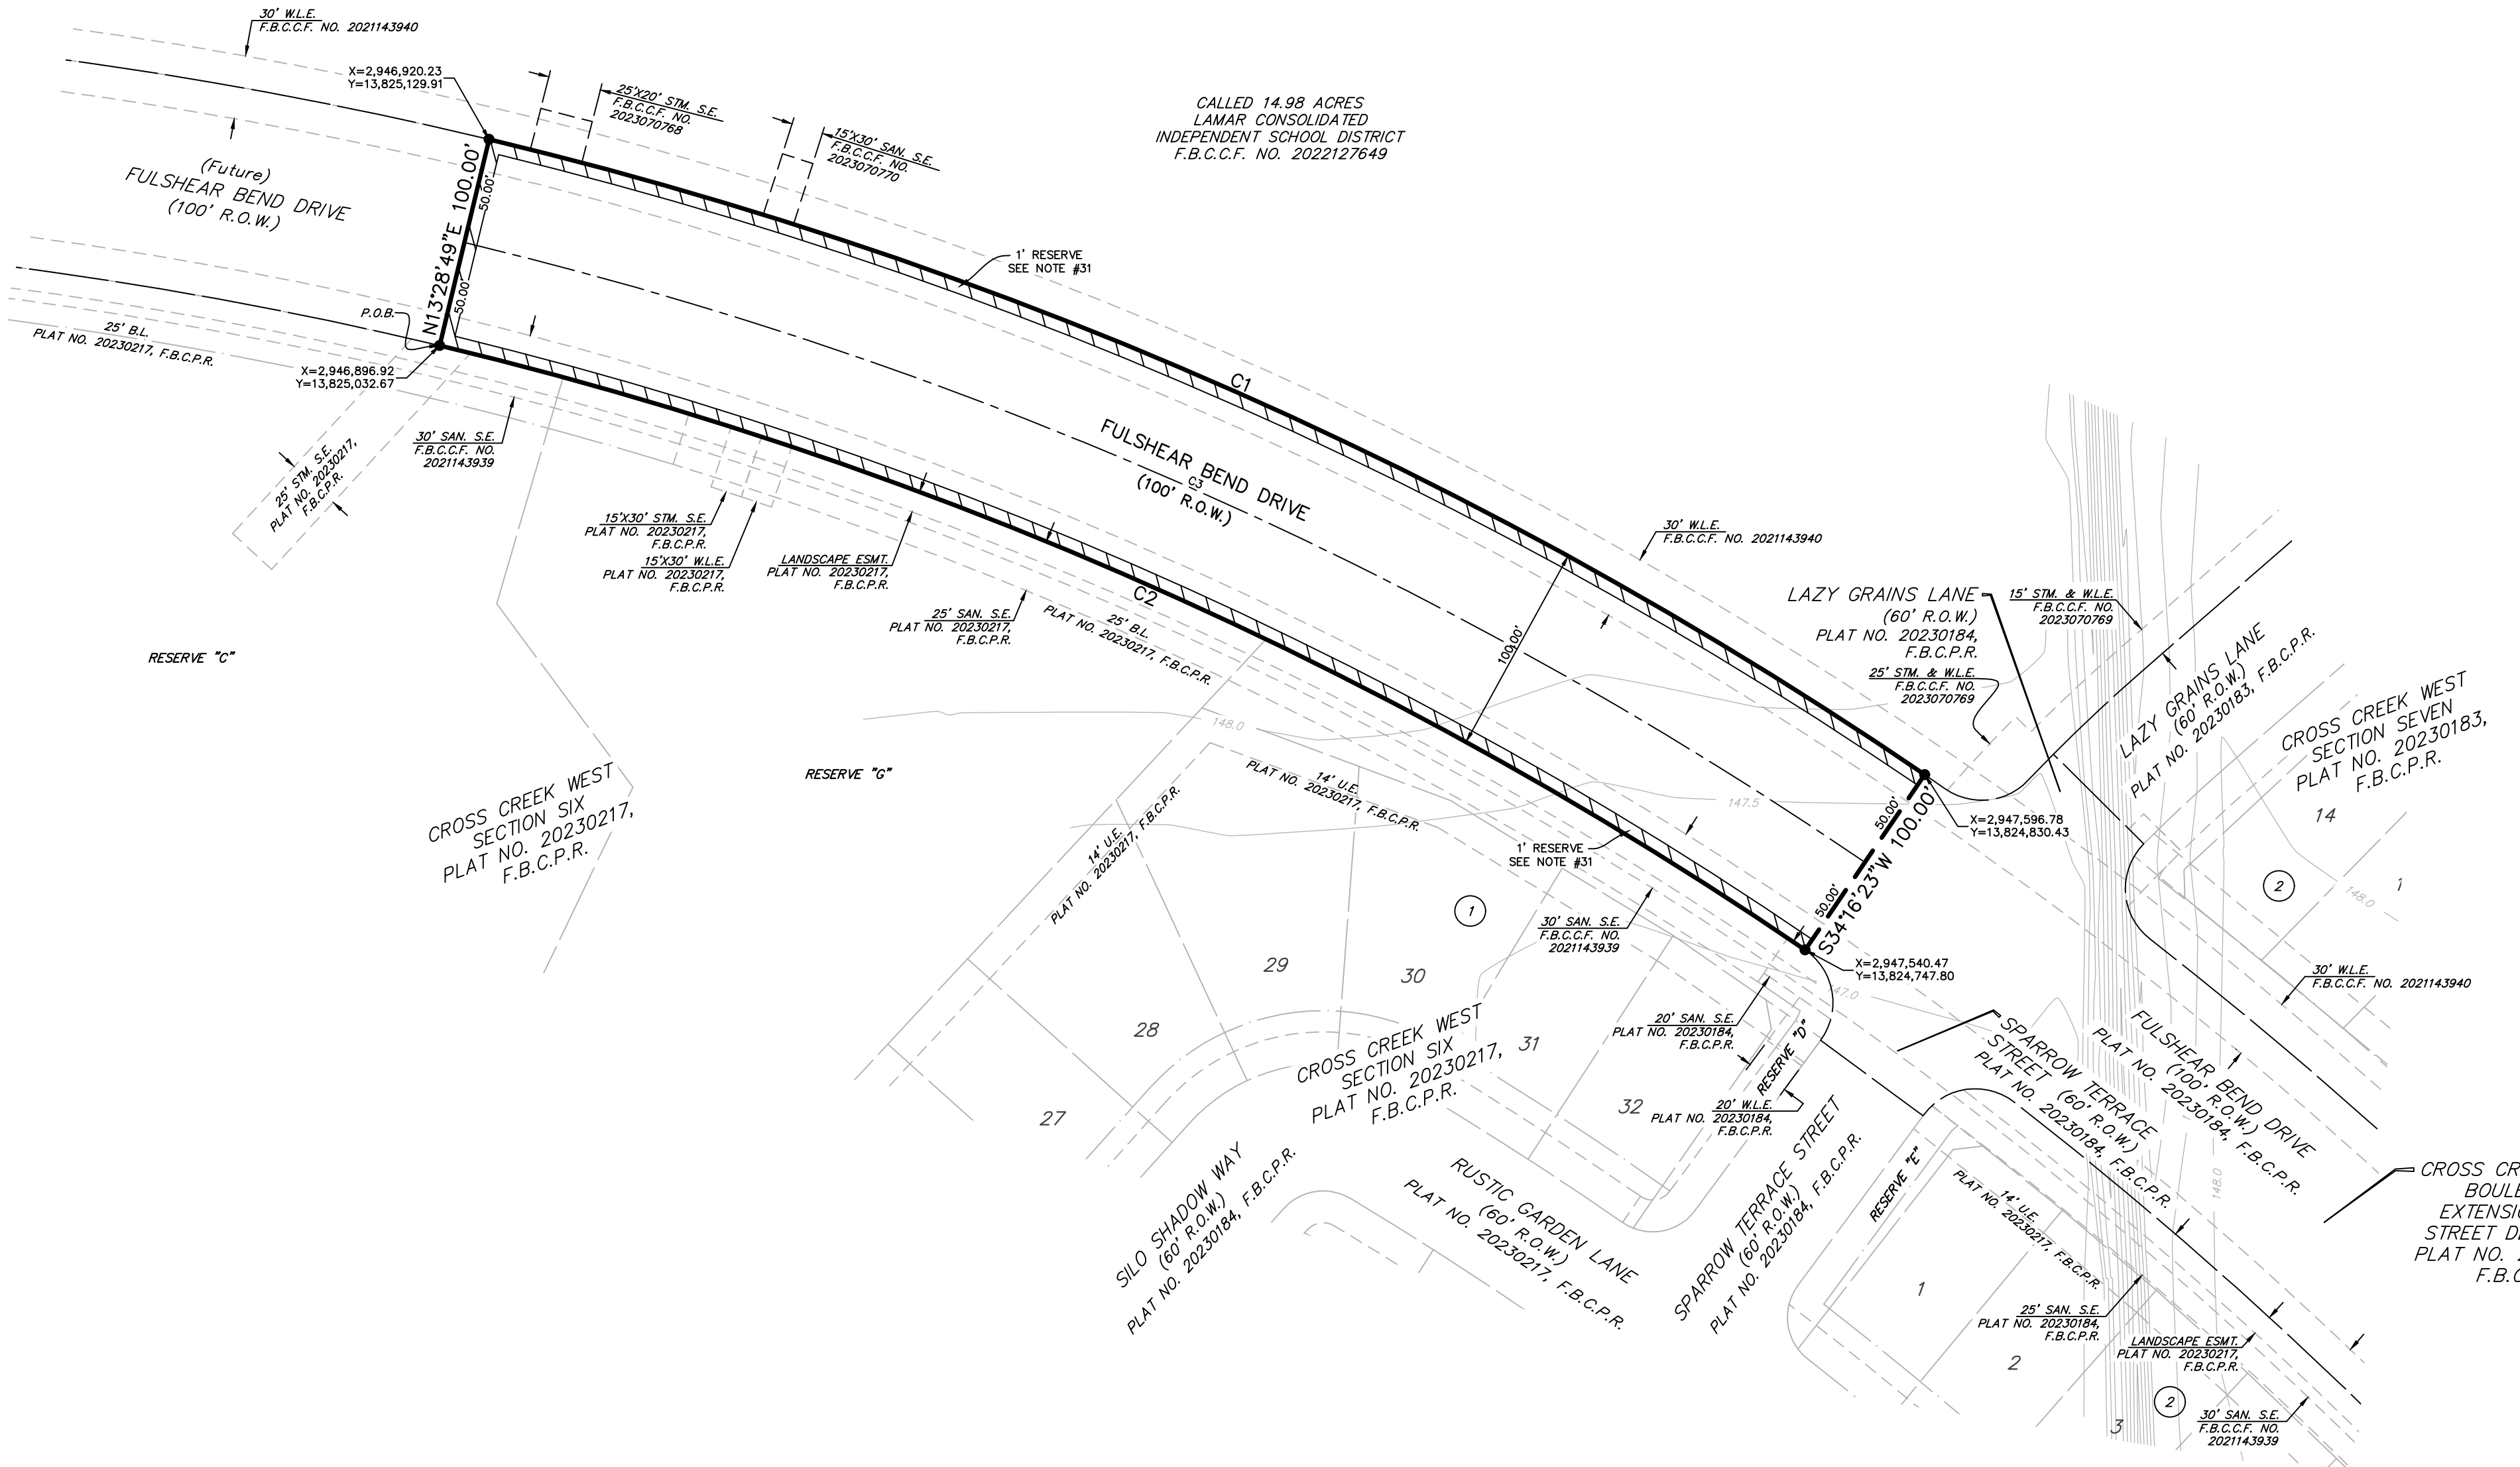 30' W.L.E.
F.B.C.C.F. NO. 2021143940
X=2,946,920.23
Y=13,825,129.91
25'X20' STM. S.E.
F.B.C.C.F. NO.
2023070768
15'X30' SAN. S.E.
F.B.C.C.F. NO.
2023070770
CALLED 14.98 ACRES
LAMAR CONSOLIDATED
INDEPENDENT SCHOOL DISTRICT
F.B.C.C.F. NO. 2022127649
(Future)
FULSHEAR BEND DRIVE
(100' R.O.W.)
N13°28'49"E 100.00'
50.00'
50.00'
1' RESERVE
SEE NOTE #31
P.O.B.
25' B.L.
PLAT NO. 20230217, F.B.C.P.R.
X=2,946,896.92
Y=13,825,032.67
C1
30' SAN. S.E.
F.B.C.C.F. NO.
2021143939
25' STM. S.E.
PLAT NO. 20230217,
F.B.C.P.R.
FULSHEAR BEND DRIVE
C3
(100' R.O.W.)
15'X30' STM. S.E.
PLAT NO. 20230217,
F.B.C.P.R.
15'X30' W.L.E.
PLAT NO. 20230217,
F.B.C.P.R.
LANDSCAPE ESMT.
PLAT NO. 20230217,
F.B.C.P.R.
C2
25' SAN. S.E.
PLAT NO. 20230217,
F.B.C.P.R.
25' B.L.
PLAT NO. 20230217, F.B.C.P.R.
30' W.L.E.
F.B.C.C.F. NO. 2021143940
100.00'
LAZY GRAINS LANE
(60' R.O.W.)
PLAT NO. 20230184,
F.B.C.P.R.
15' STM. & W.L.E.
F.B.C.C.F. NO.
2023070769
25' STM. & W.L.E.
F.B.C.C.F. NO.
2023070769
LAZY GRAINS LANE
(60' R.O.W.)
PLAT NO. 20230183, F.B.C.P.R.
CROSS CREEK WEST
SECTION SEVEN
PLAT NO. 20230183,
F.B.C.P.R.
14
1
2
148.0
RESERVE "C"
RESERVE "G"
148.0
CROSS CREEK WEST
SECTION SIX
PLAT NO. 20230217,
F.B.C.P.R.
14' U.E.
PLAT NO. 20230217, F.B.C.P.R.
14' U.E.
PLAT NO. 20230217, F.B.C.P.R.
147.5
50.00'
50.00'
S34°16'23"W 100.00'
X=2,947,596.78
Y=13,824,830.43
1' RESERVE
SEE NOTE #31
1
30' SAN. S.E.
F.B.C.C.F. NO.
2021143939
X=2,947,540.47
Y=13,824,747.80
147.0
30' W.L.E.
F.B.C.C.F. NO. 2021143940
29
30
28
27
31
32
CROSS CREEK WEST
SECTION SIX
PLAT NO. 20230217,
F.B.C.P.R.
20' SAN. S.E.
PLAT NO. 20230184,
F.B.C.P.R.
RESERVE "D"
20' W.L.E.
PLAT NO. 20230184,
F.B.C.P.R.
SPARROW TERRACE
STREET (60' R.O.W.)
PLAT NO. 20230184, F.B.C.P.R.
FULSHEAR BEND DRIVE
(100' R.O.W.)
PLAT NO. 20230184, F.B.C.P.R.
148.0
CROSS CR
BOULE
EXTENSIO
STREET DE
PLAT NO. 2
F.B.C
SILO SHADOW WAY
(60' R.O.W.)
PLAT NO. 20230184, F.B.C.P.R.
RUSTIC GARDEN LANE
(60' R.O.W.)
PLAT NO. 20230217, F.B.C.P.R.
SPARROW TERRACE STREET
(60' R.O.W.)
PLAT NO. 20230184, F.B.C.P.R.
RESERVE "E"
14' U.E.
PLAT NO. 20230217, F.B.C.P.R.
1
2
3
25' SAN. S.E.
PLAT NO. 20230184,
F.B.C.P.R.
LANDSCAPE ESMT.
PLAT NO. 20230217,
F.B.C.P.R.
2
30' SAN. S.E.
F.B.C.C.F. NO.
2021143939